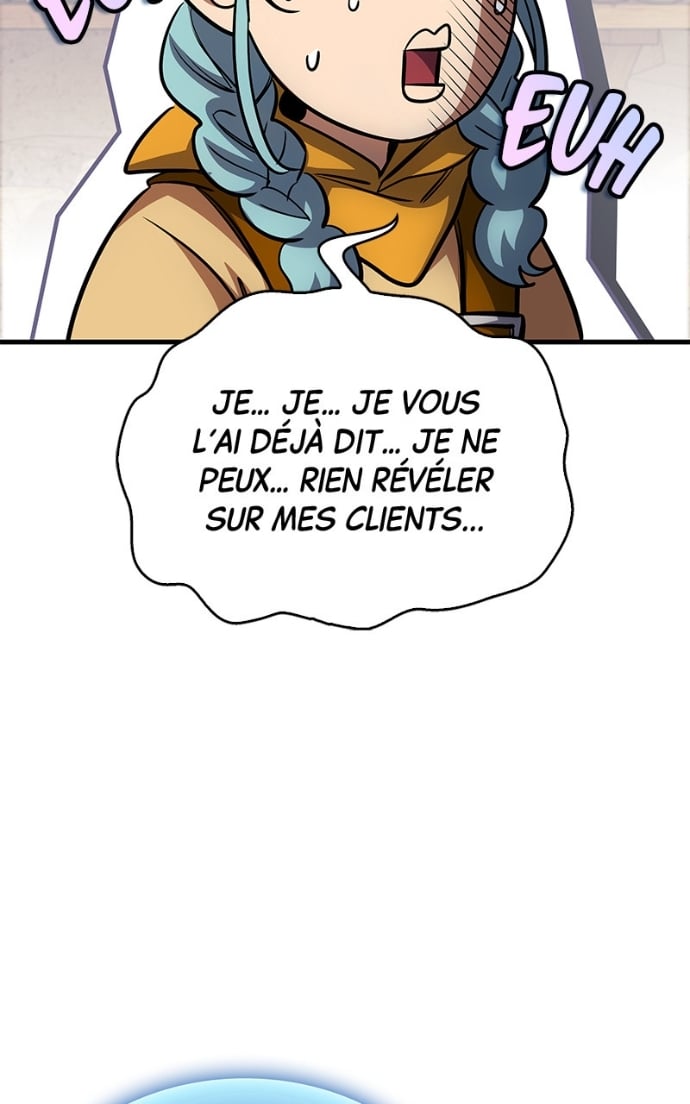 EUH
JE... JE... JE VOUS
L'AI DÉJÀ DIT... JE NE
PEUX... RIEN RÉVÉLER
SUR MES CLIENTS...